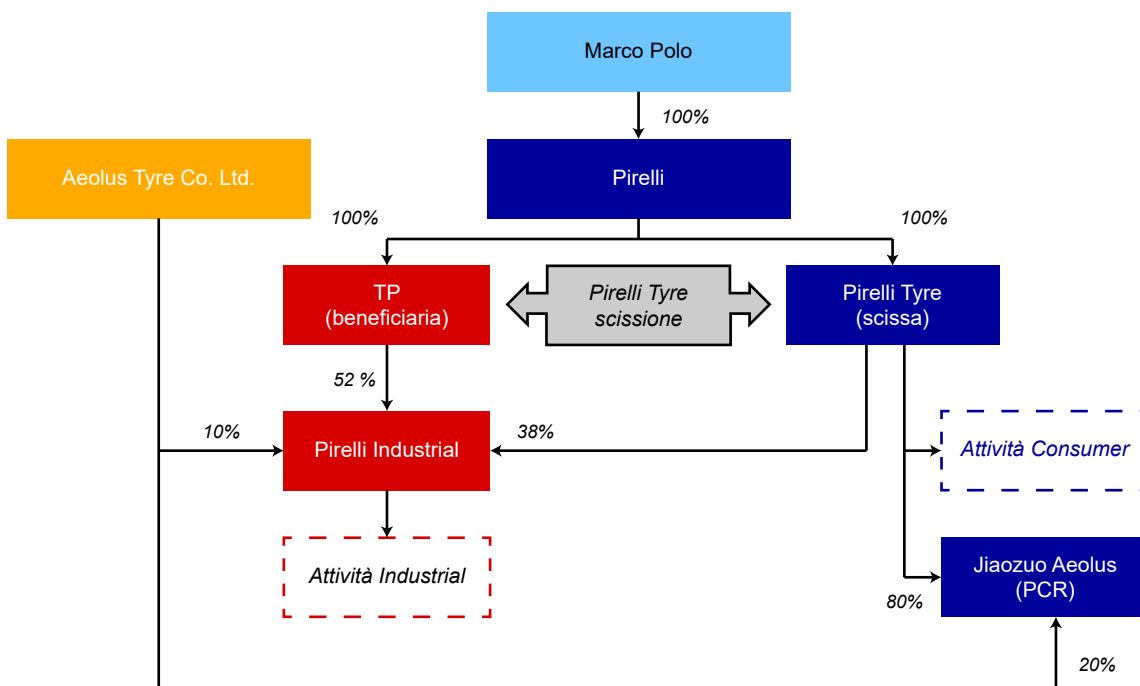 Marco Polo
100%
Aeolus Tyre Co. Ltd.
Pirelli
100%
100%
TP
(beneficiaria)
Pirelli Tyre
scissione
Pirelli Tyre
(scissa)
52 %
10%
Pirelli Industrial
38%
Attività Consumer
Attività Industrial
Jiaozuo Aeolus
(PCR)
80%
20%